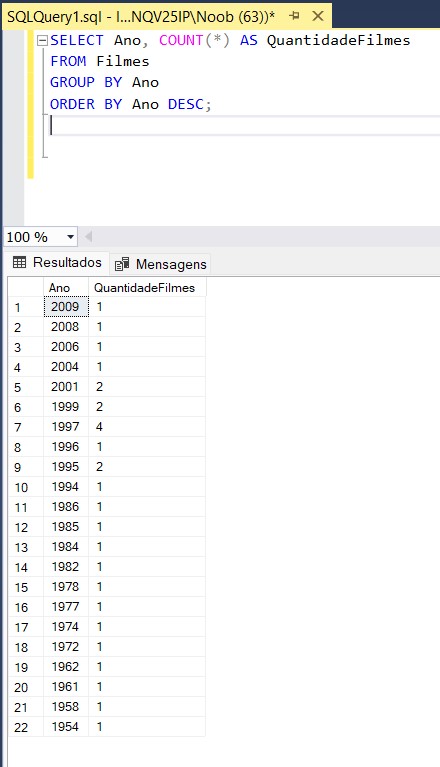 SQLQuery1.sql - I...NQV25IP\Noob (63))*
SELECT Ano, COUNT(*) AS QuantidadeFilmes
FROM Filmes
GROUP BY Ano
ORDER BY Ano DESC;
100 %
Resultados Mensagens
Ano QuantidadeFilmes
1 2009 1
2 2008 1
3 2006 1
4 2004 1
5 2001 2
6 1999 2
7 1997 4
8 1996 1
9 1995 2
10 1994 1
11 1986 1
12 1985 1
13 1984 1
14 1982 1
15 1978 1
16 1977 1
17 1974 1
18 1972 1
19 1962 1
20 1961 1
21 1958 1
22 1954 1